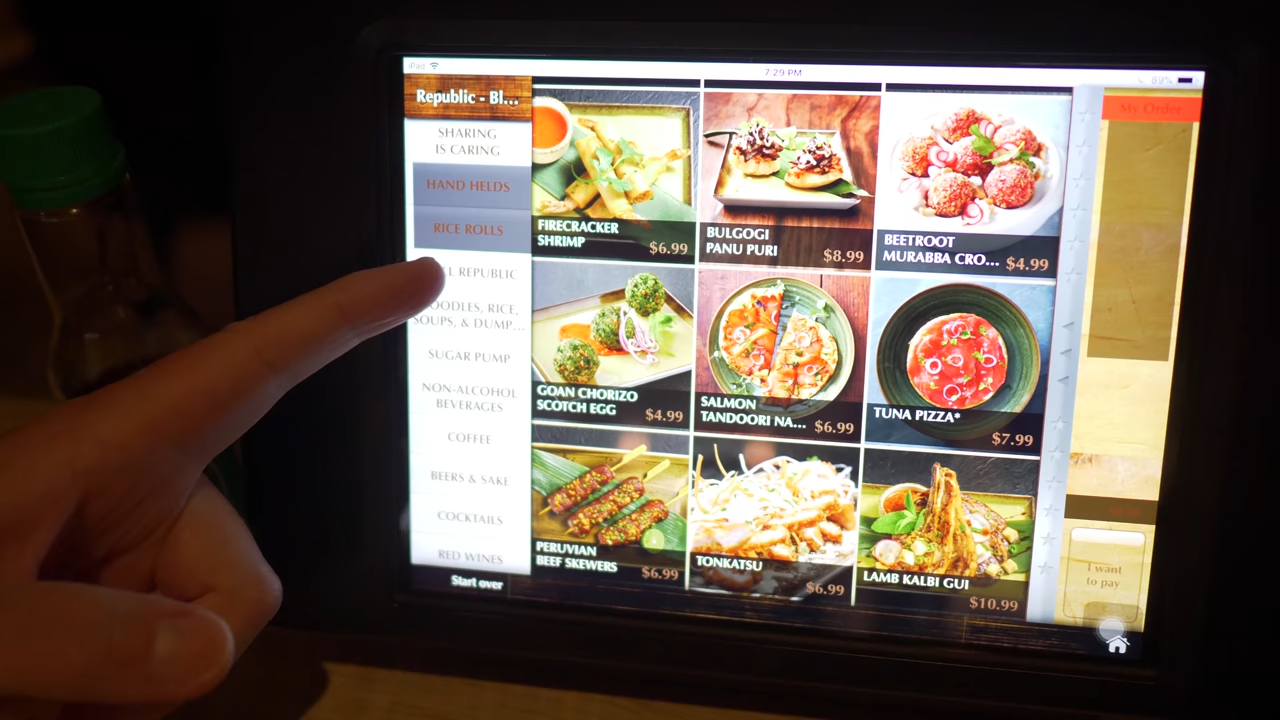 iPad
7:29 PM
89%
Republic - Bl...
My Order
SHARING
IS CARING
HAND HELDS
RICE ROLLS
L REPUBLIC
OODLES, RICE,
SOUPS, & DUMP...
SUGAR PUMP
NON-ALCOHOL
BEVERAGES
COFFEE
BEERS & SAKE
COCKTAILS
RED WINES
Start over
FIRECRACKER
SHRIMP
$6.99
BULGOGI
PANU PURI
$8.99
BEETROOT
MURABBA CRO...
$4.99
GOAN CHORIZO
SCOTCH EGG
$4.99
SALMON
TANDOORI NA...
$6.99
TUNA PIZZA*
$7.99
PERUVIAN
BEEF SKEWERS
$6.99
TONKATSU
$6.99
LAMB KALBI GUI
$10.99
I want
to pay